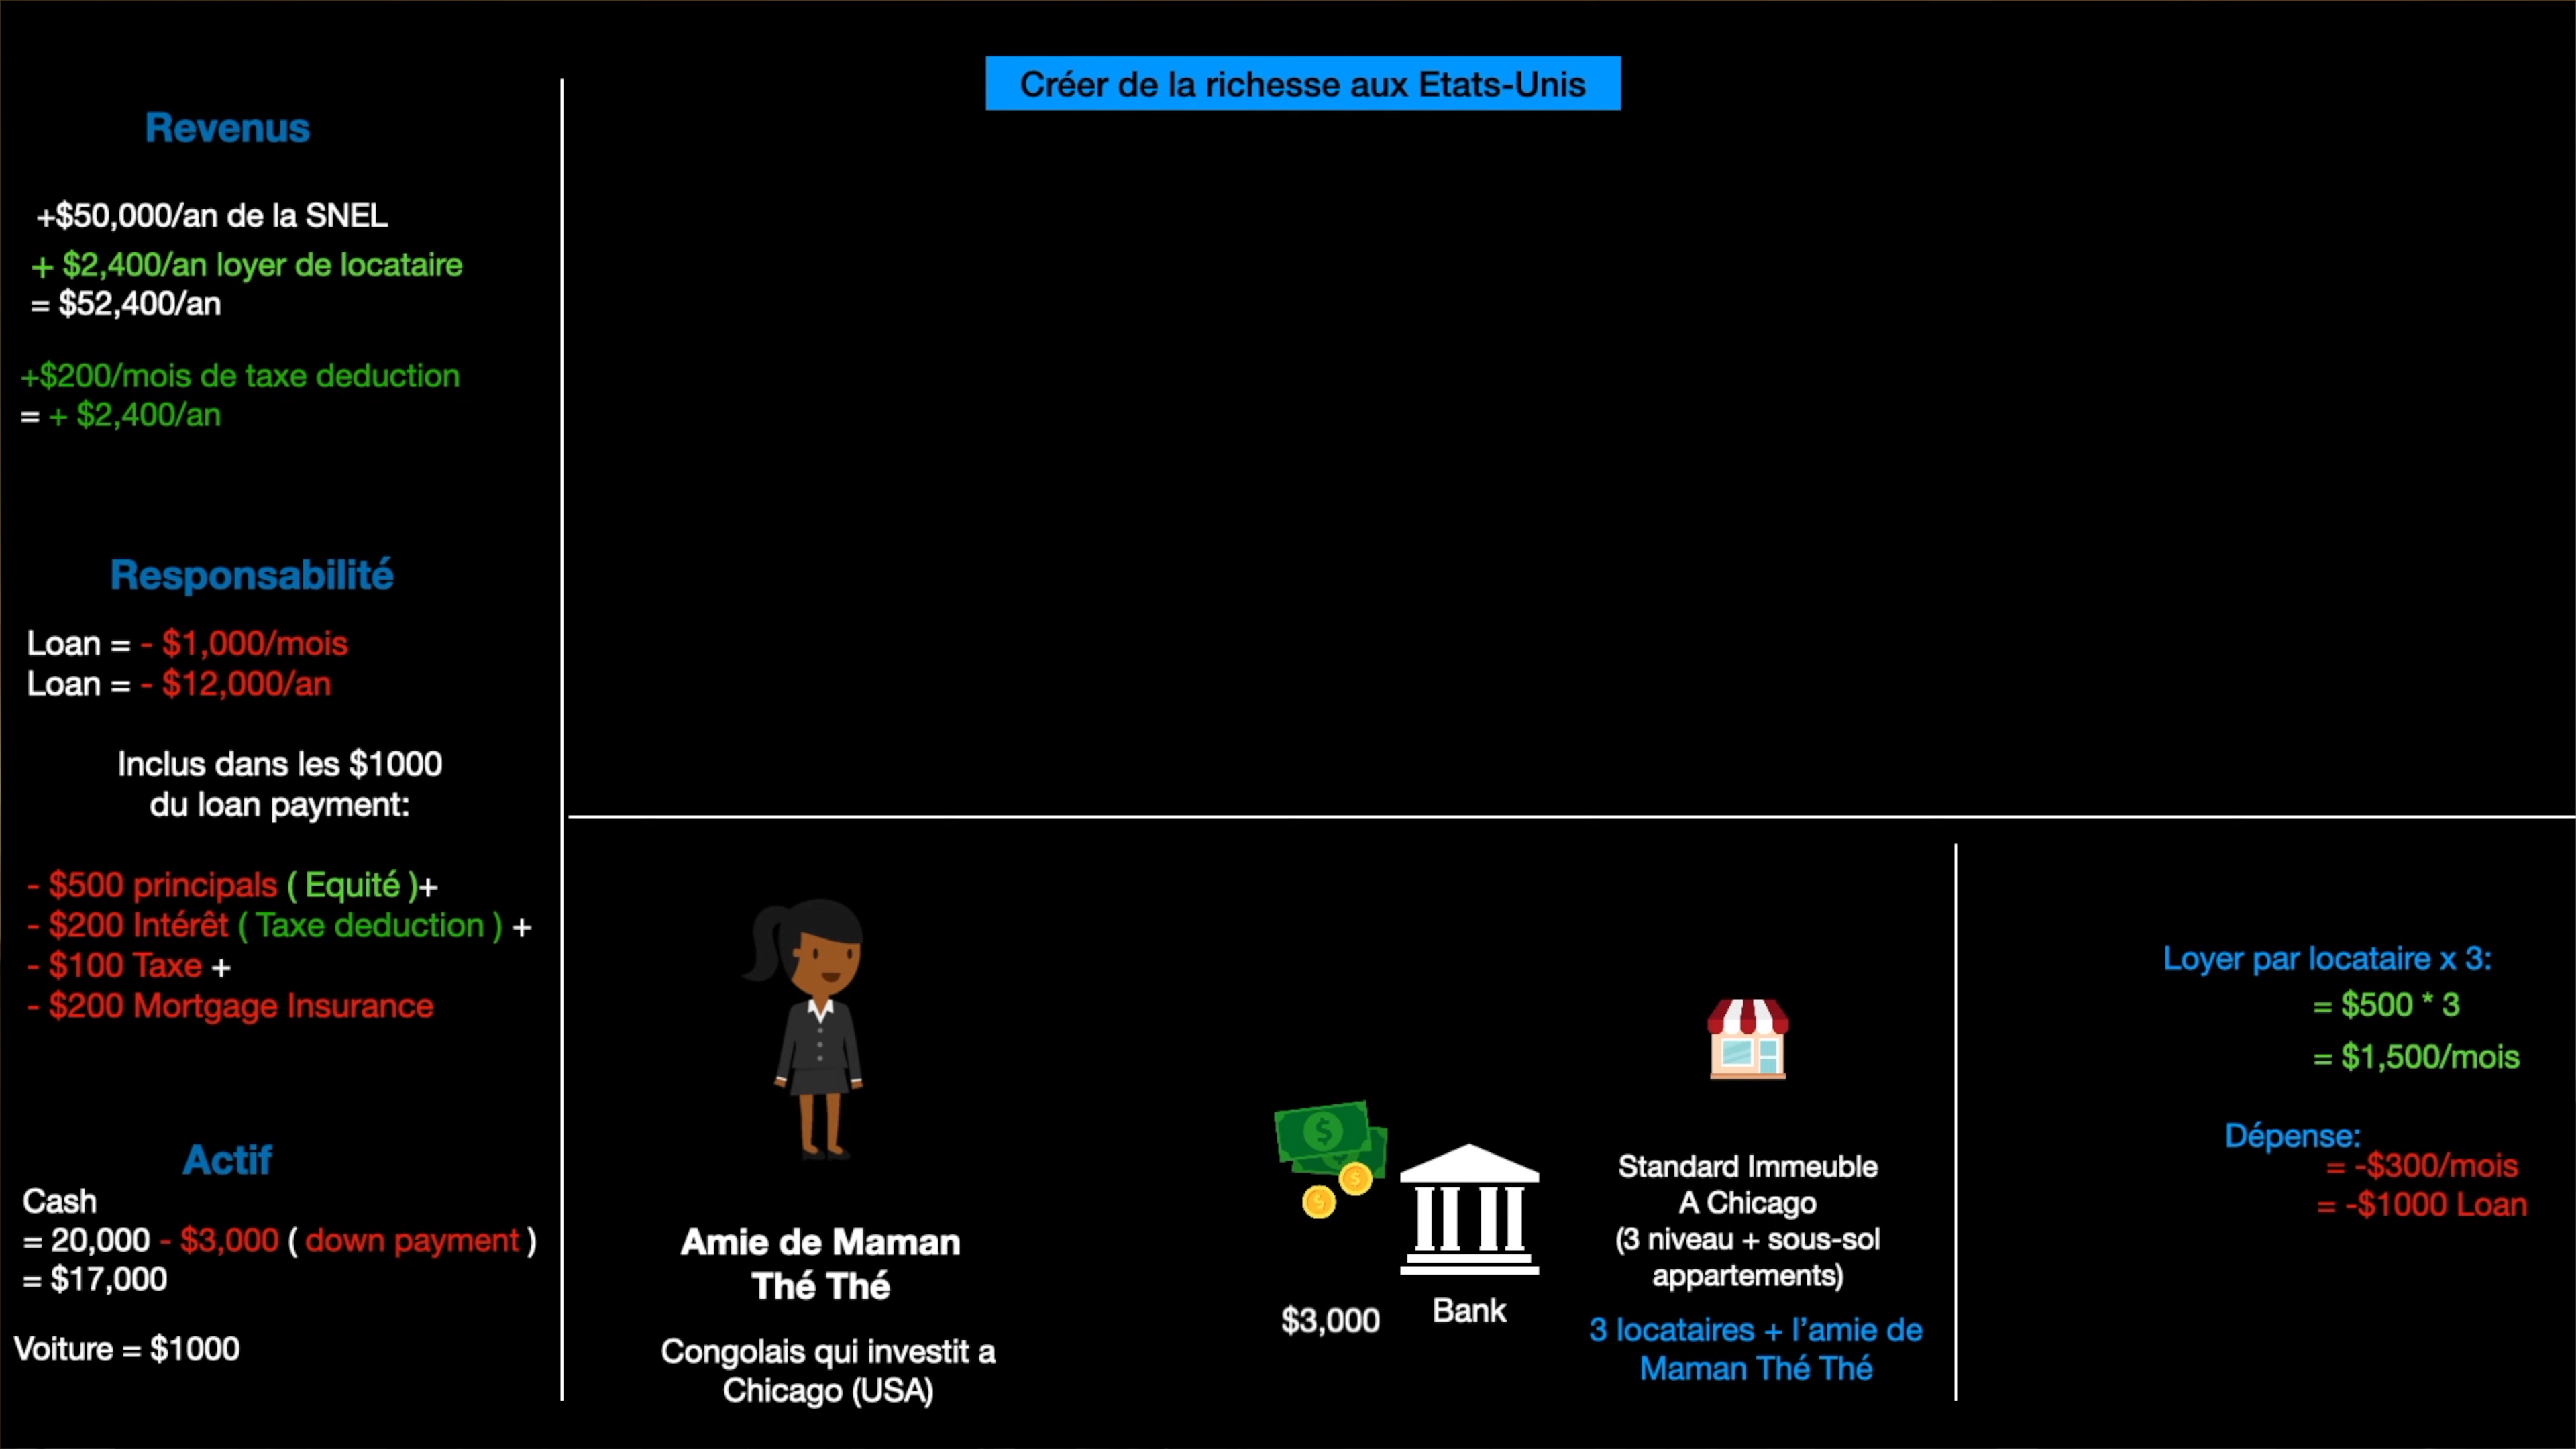 Créer de la richesse aux Etats-Unis
Revenus
+$50,000/an de la SNEL
+ $2,400/an loyer de locataire
= $52,400/an
+$200/mois de taxe deduction
= + $2,400/an
Responsabilité
Loan = - $1,000/mois
Loan = - $12,000/an
Inclus dans les $1000
du loan payment:
- $500 principals ( Equité )+
- $200 Intérêt ( Taxe deduction ) +
- $100 Taxe +
- $200 Mortgage Insurance
Actif
Cash
= 20,000 - $3,000 ( down payment )
= $17,000
Voiture = $1000
Amie de Maman
Thé Thé
Congolais qui investit a
Chicago (USA)
$3,000
Bank
Standard Immeuble
A Chicago
(3 niveau + sous-sol
appartements)
3 locataires + l’amie de
Maman Thé Thé
Loyer par locataire x 3:
= $500 * 3
= $1,500/mois
Dépense:
= -$300/mois
= -$1000 Loan